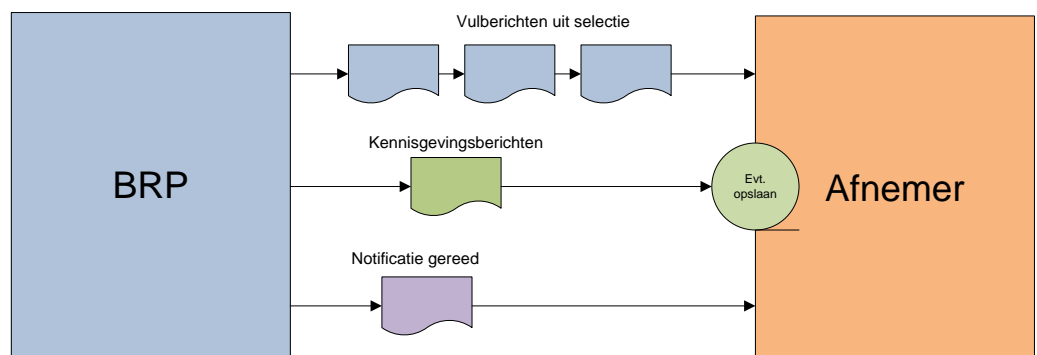 Vulberichten uit selectie
Kennisgevingsberichten
BRP
Evt.
opslaan
Afnemer
Notificatie gereed